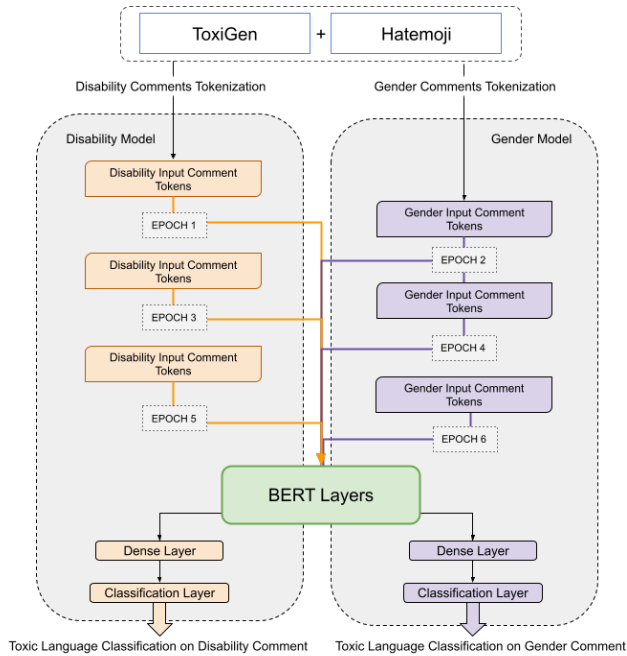 ToxiGen + Hatemoji
Disability Comments Tokenization
Gender Comments Tokenization
Disability Model
Gender Model
Disability Input Comment
Tokens
EPOCH 1
Gender Input Comment
Tokens
EPOCH 2
Disability Input Comment
Tokens
EPOCH 3
Gender Input Comment
Tokens
EPOCH 4
Disability Input Comment
Tokens
EPOCH 5
Gender Input Comment
Tokens
EPOCH 6
BERT Layers
Dense Layer
Dense Layer
Classification Layer
Classification Layer
Toxic Language Classification on Disability Comment
Toxic Language Classification on Gender Comment